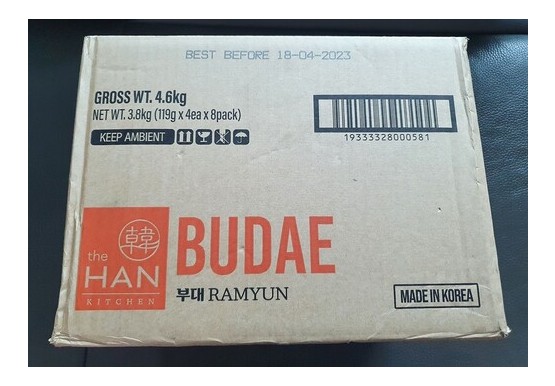 BEST BEFORE 18-04-2023
GROSS WT. 4.6kg
NET WT. 3.8kg (119g x 4ea x 8pack)
KEEP AMBIENT
19333328000581
韓
the
HAN
KITCHEN
BUDAE
부대 RAMYUN
MADE IN KOREA